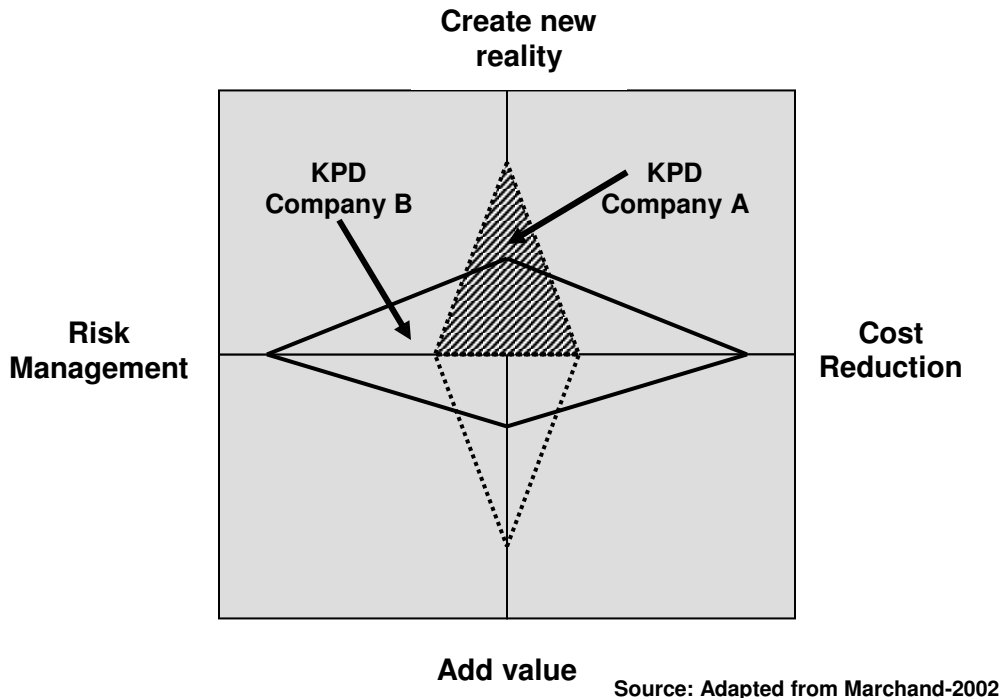 Create new
reality
KPD
Company B
KPD
Company A
Risk
Management
Cost
Reduction
Add value
Source: Adapted from Marchand-2002